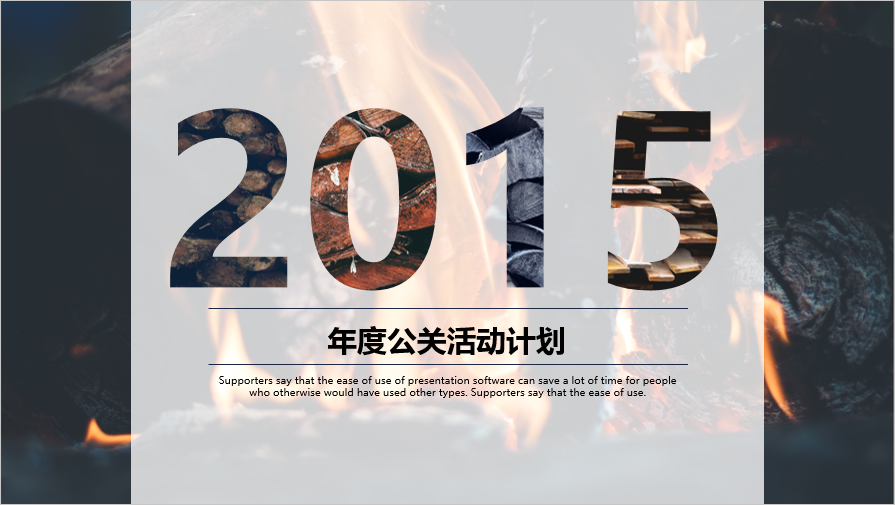 2015
年度公关活动计划
Supporters say that the ease of use of presentation software can save a lot of time for people
who otherwise would have used other types. Supporters say that the ease of use.